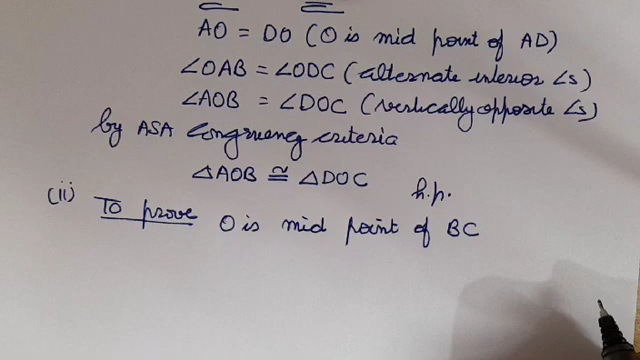 AO = DO (O is mid point of AD)
∠OAB = ∠ODC (alternate interior ∠s)
∠AOB = ∠DOC (vertically opposite ∠s)
by ASA Congruency criteria
△AOB ≅ △DOC h.p.
(ii) To prove O is mid point of BC